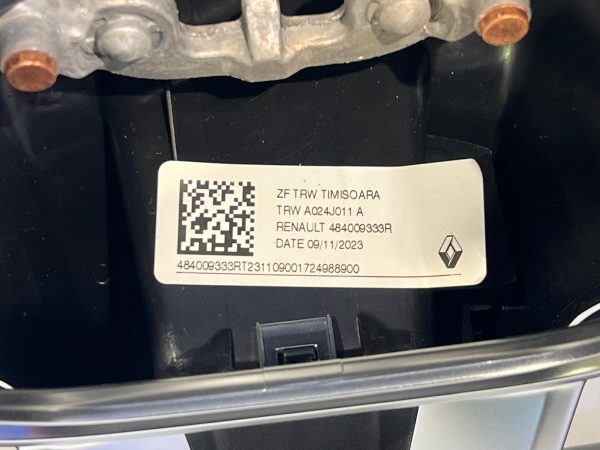 ZF TRW TIMISOARA
TRW A024J011 A
RENAULT 484009333R
DATE 09/11/2023
484009333RT231109001724988900